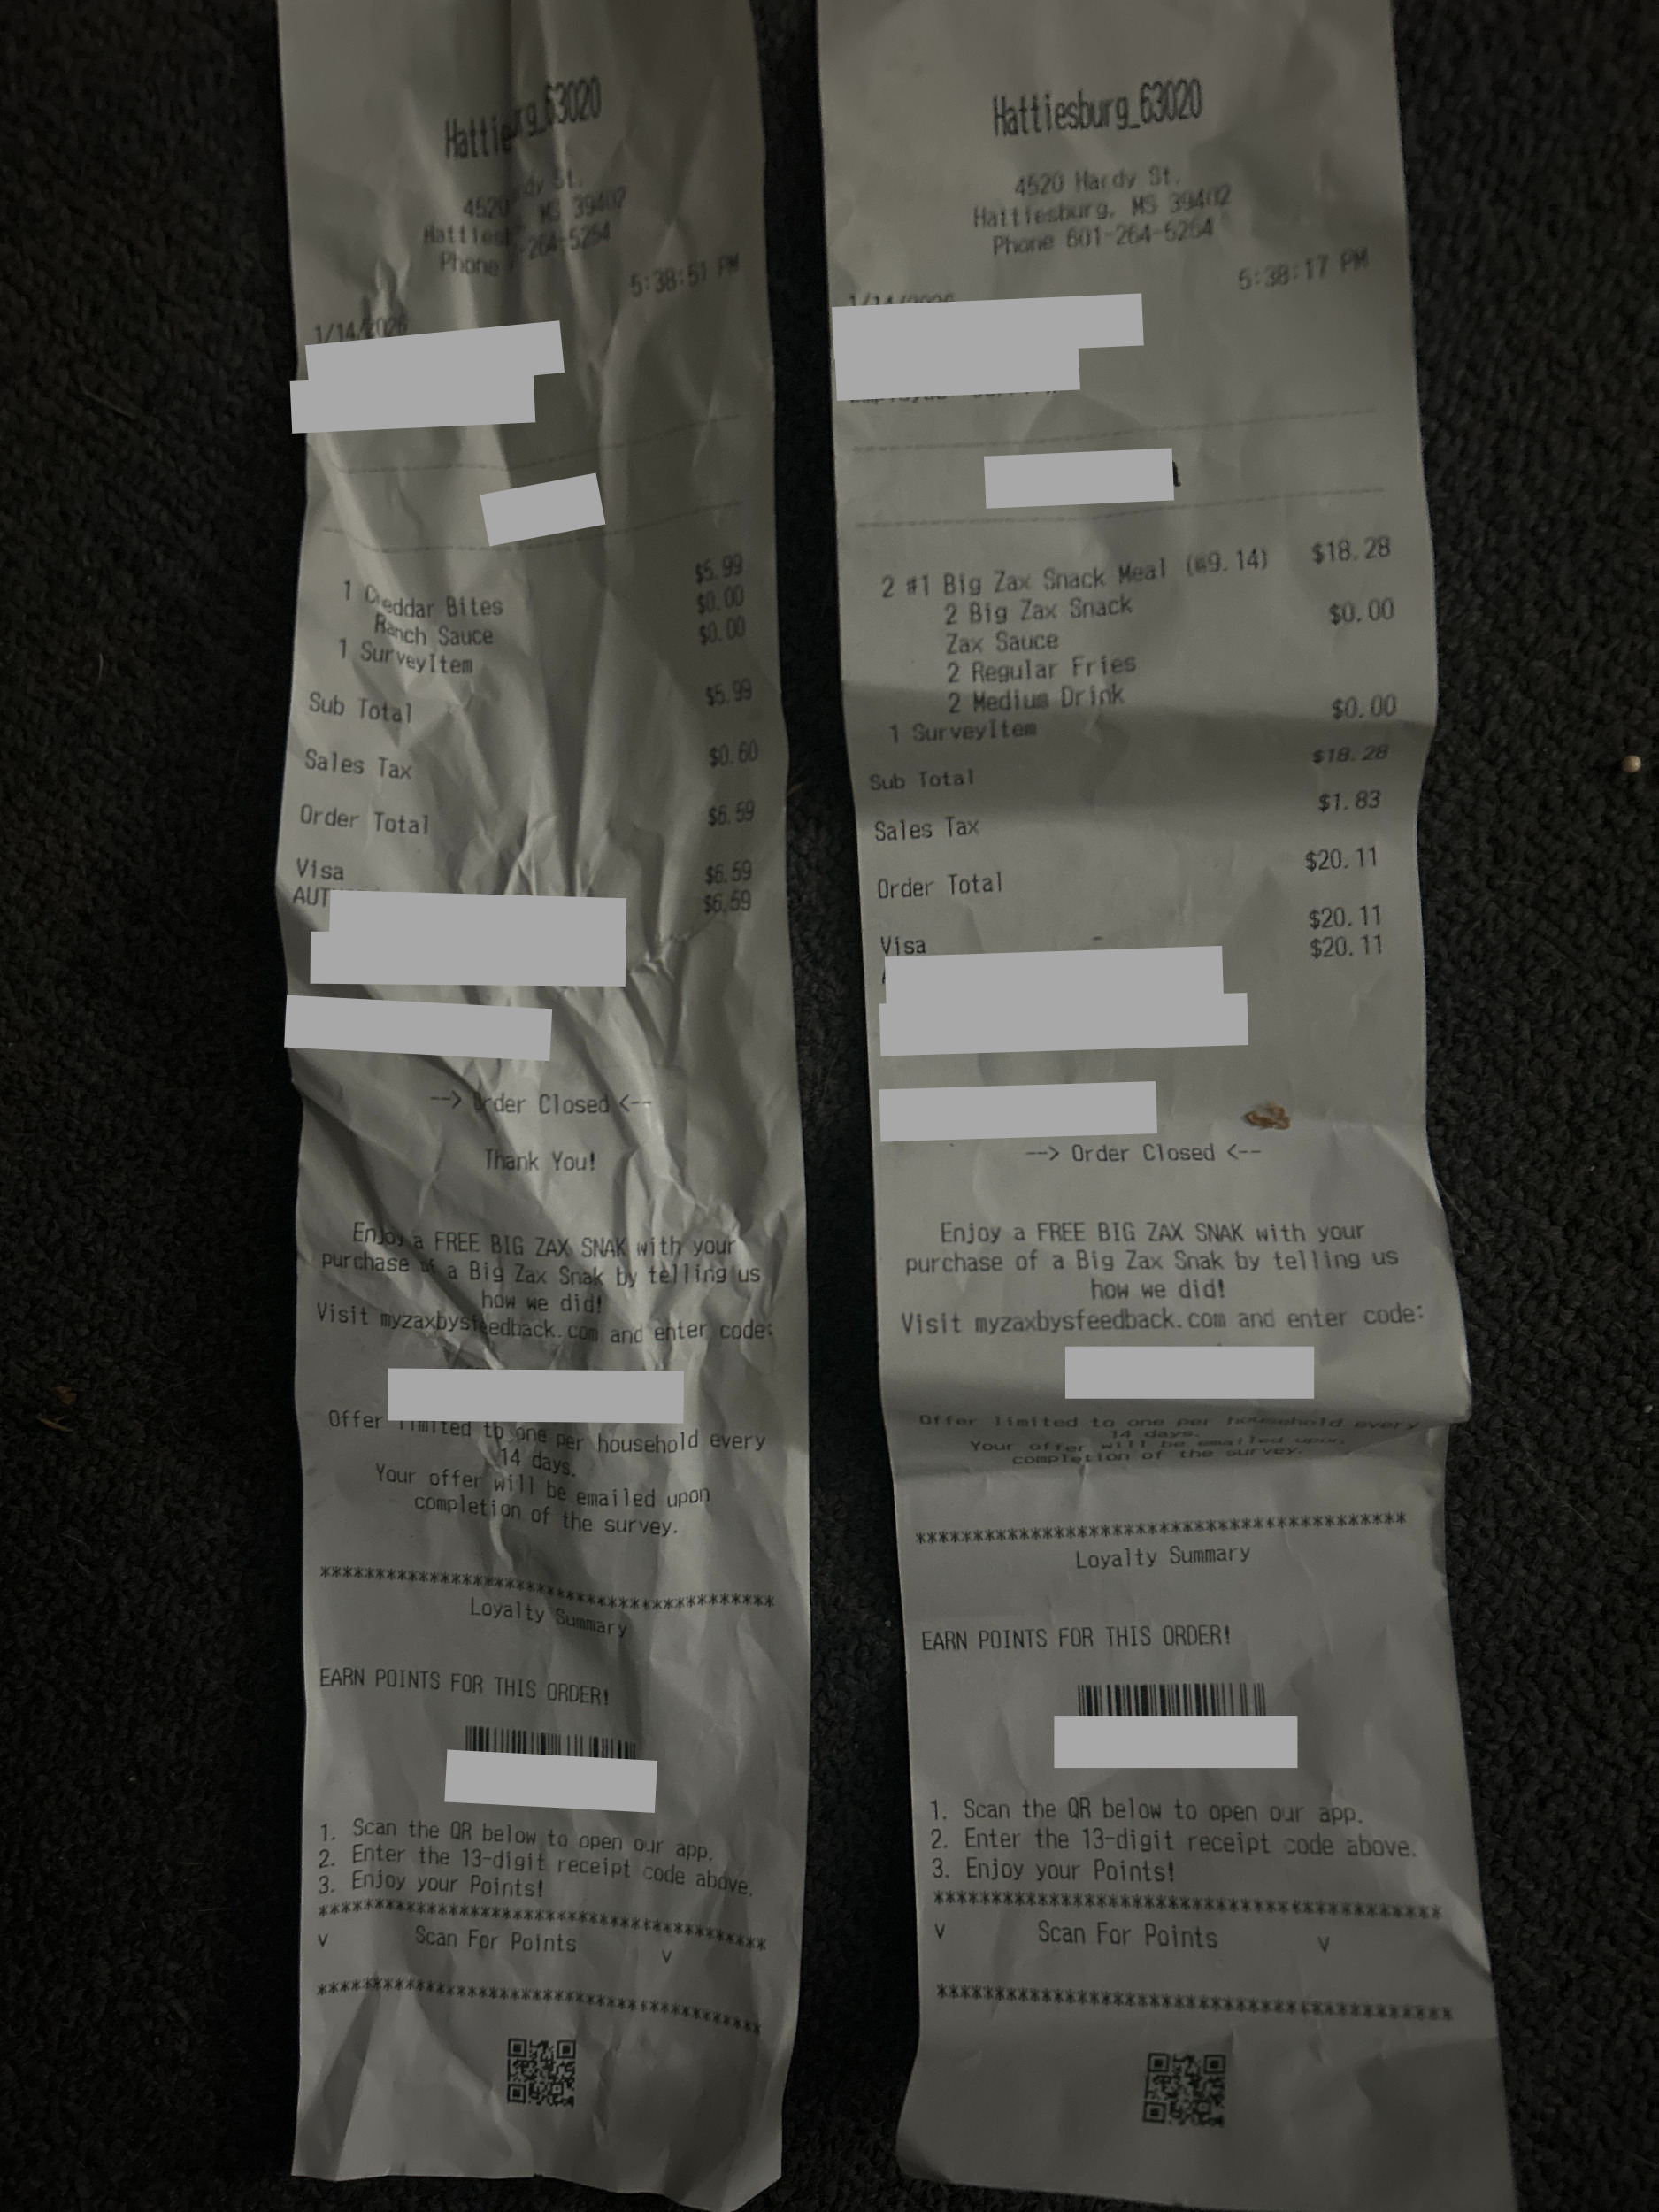 Hattie rg_63020
4520 rdy St.
Hatties MS 39402
Phone -264-5254
5:38:51 PM
1/14/2026
1 Cheddar Bites $5.99
Ranch Sauce $0.00
1 SurveyItem $0.00
Sub Total $5.99
Sales Tax $0.60
Order Total $6.59
Visa $6.59
AUT $6.59
--> Order Closed <--
Thank You!
Enjoy a FREE BIG ZAX SNAK with your
purchase of a Big Zax Snak by telling us
how we did!
Visit myzaxbysfeedback.com and enter code:
Offer limited to one per household every
14 days.
Your offer will be emailed upon
completion of the survey.
*****************************************
Loyalty Summary
EARN POINTS FOR THIS ORDER!
1. Scan the QR below to open our app.
2. Enter the 13-digit receipt code above.
3. Enjoy your Points!
*****************************************
v Scan For Points v
*****************************************
Hattiesburg_63020
4520 Hardy St.
Hattiesburg, MS 39402
Phone 601-264-5254
5:38:17 PM
1/14/2026
2 #1 Big Zax Snack Meal (@9.14) $18.28
2 Big Zax Snack
Zax Sauce $0.00
2 Regular Fries
2 Medium Drink
1 SurveyItem $0.00
Sub Total $18.28
Sales Tax $1.83
Order Total $20.11
Visa $20.11
$20.11
--> Order Closed <--
Enjoy a FREE BIG ZAX SNAK with your
purchase of a Big Zax Snak by telling us
how we did!
Visit myzaxbysfeedback.com and enter code:
Offer limited to one per household every
14 days.
Your offer will be emailed upon
completion of the survey.
*****************************************
Loyalty Summary
EARN POINTS FOR THIS ORDER!
1. Scan the QR below to open our app.
2. Enter the 13-digit receipt code above.
3. Enjoy your Points!
*****************************************
v Scan For Points v
*****************************************